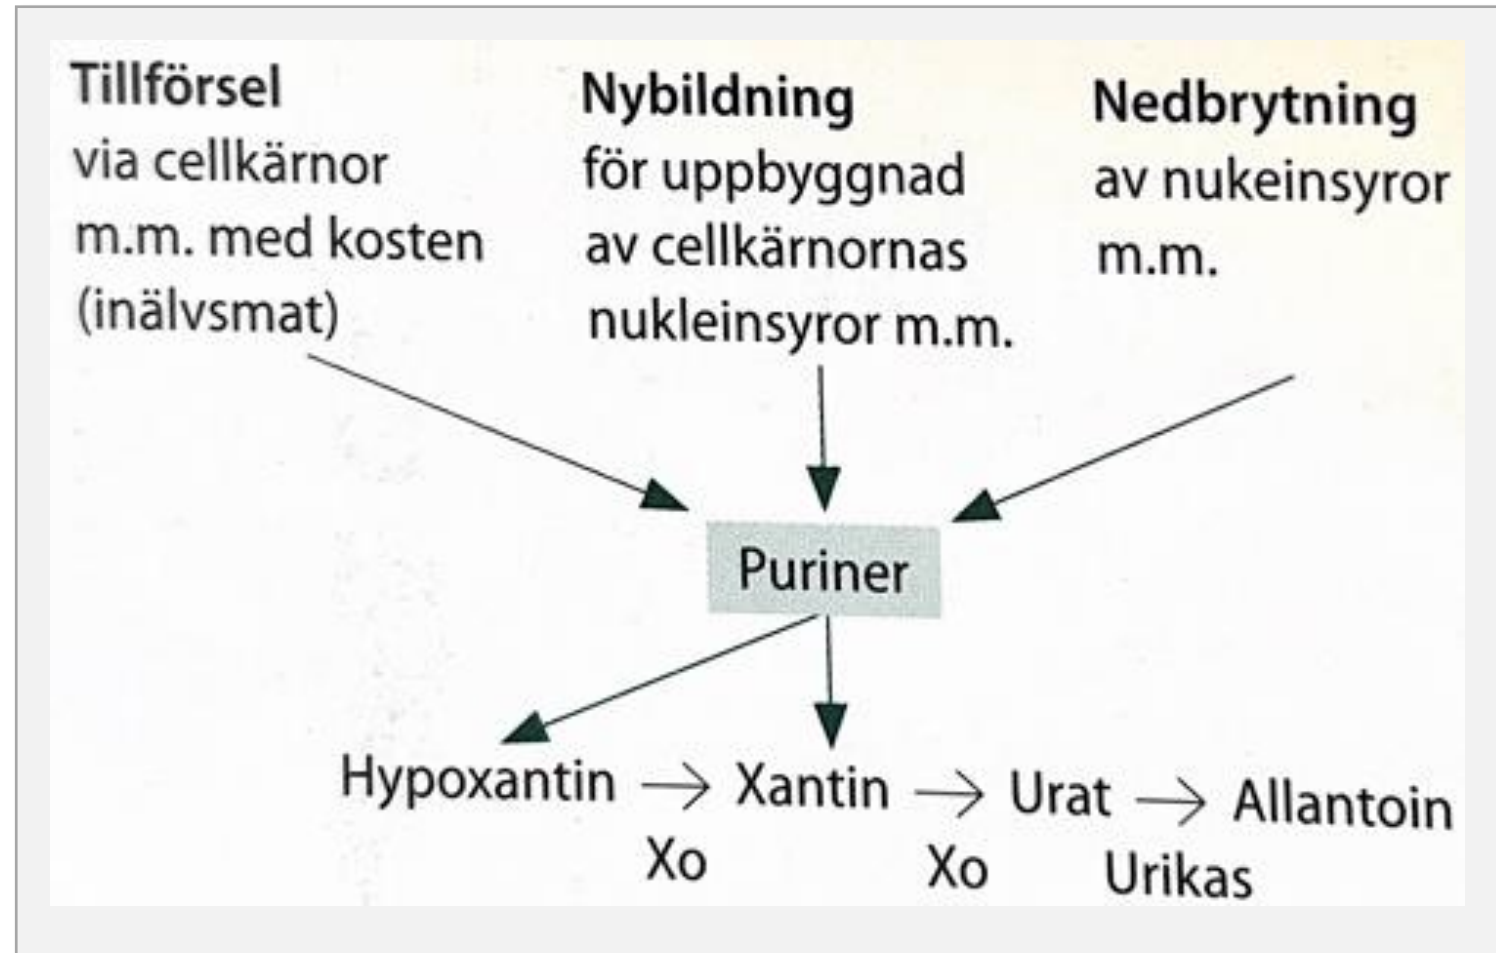 Tillförsel
via cellkärnor
m.m. med kosten
(inälvsmat)
Nybildning
för uppbyggnad
av cellkärnornas
nukleinsyror m.m.
Nedbrytning
av nukeinsyror
m.m.
Puriner
Hypoxantin → Xantin → Urat → Allantoin
Xo Xo Urikas